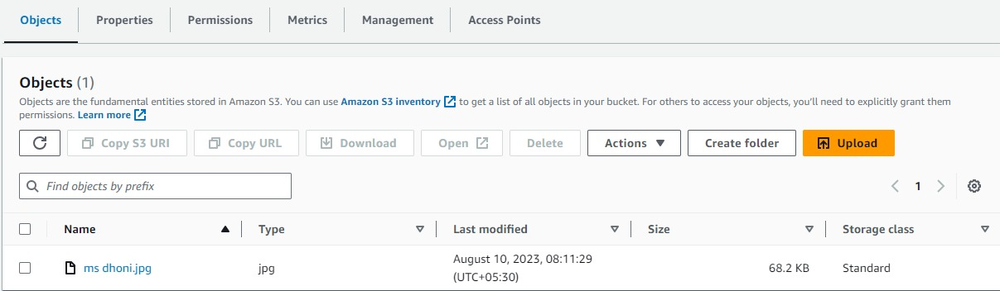 Objects Properties Permissions Metrics Management Access Points
Objects (1)
Objects are the fundamental entities stored in Amazon S3. You can use Amazon S3 inventory to get a list of all objects in your bucket. For others to access your objects, you'll need to explicitly grant them
permissions. Learn more
Copy S3 URI Copy URL Download Open Delete Actions Create folder Upload
Find objects by prefix 1
Name Type Last modified Size Storage class
ms dhoni.jpg jpg August 10, 2023, 08:11:29 68.2 KB Standard
(UTC+05:30)